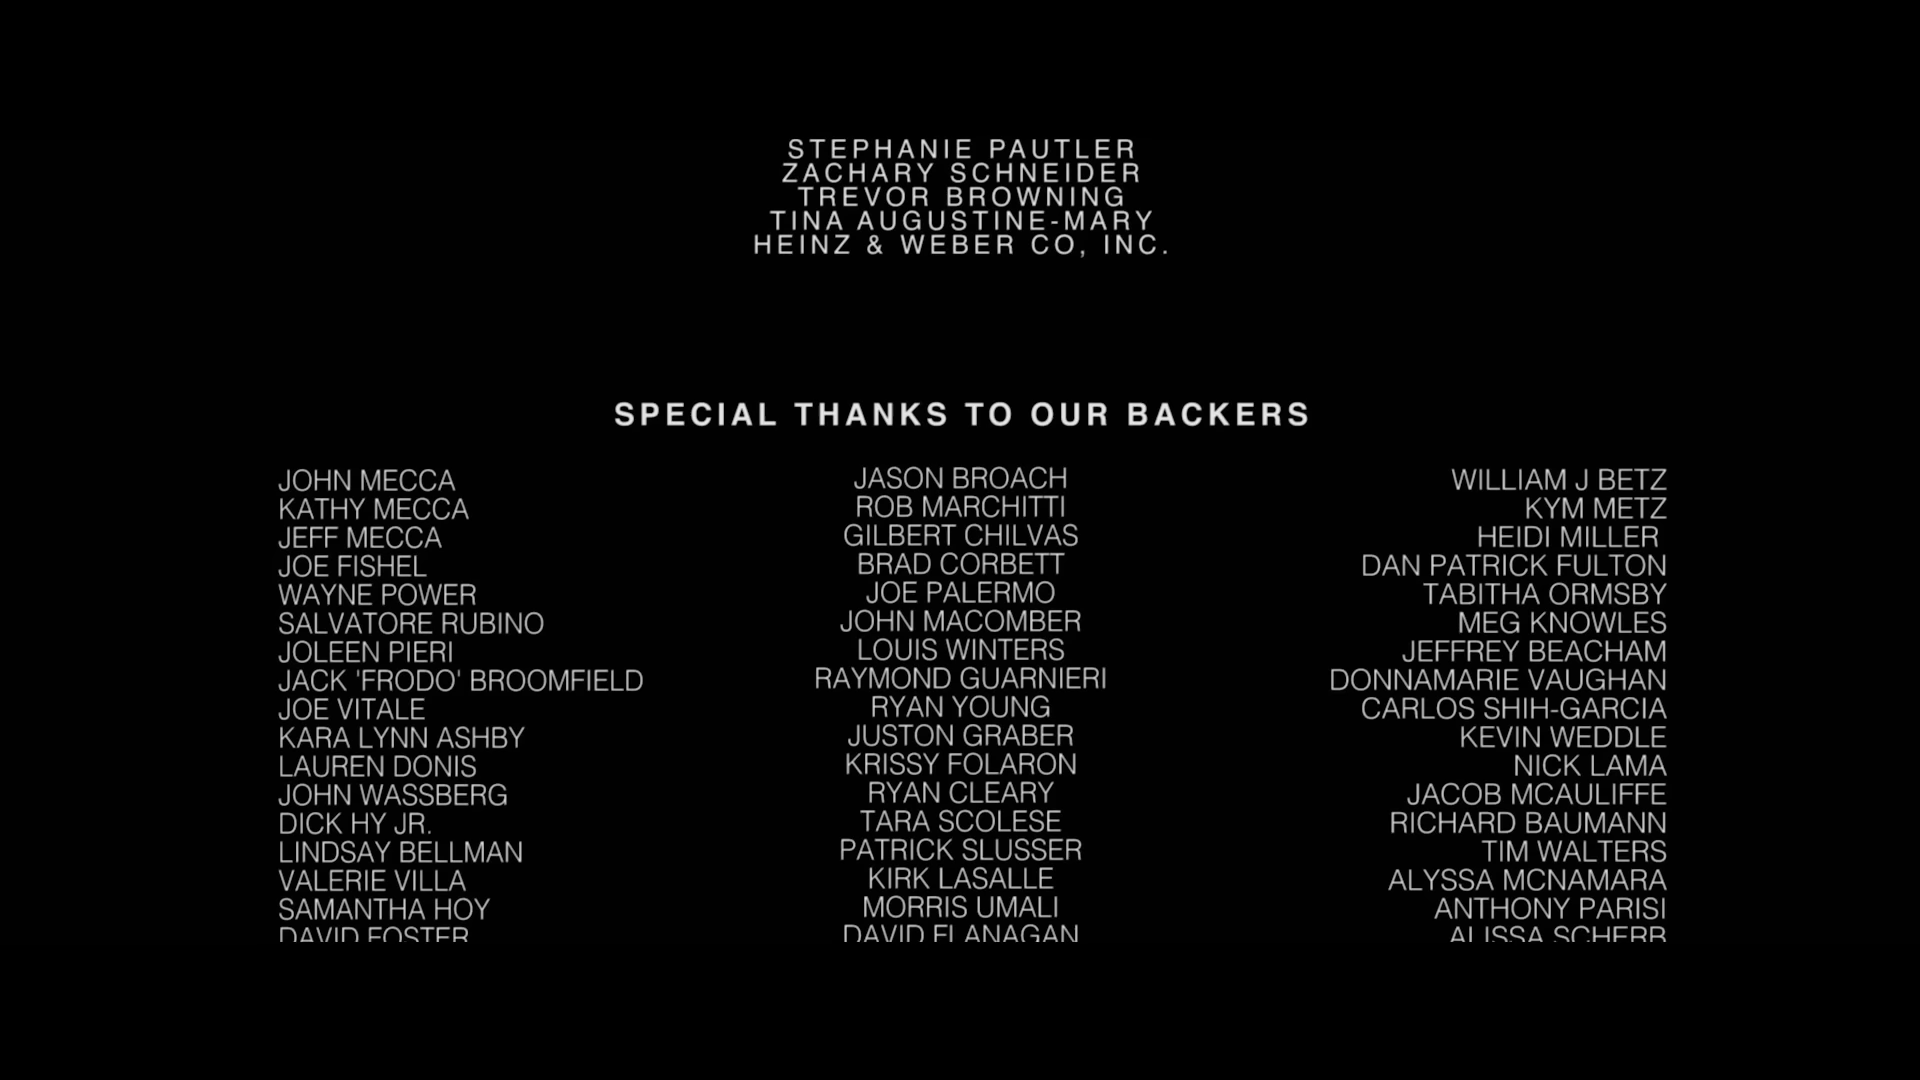 STEPHANIE PAUTLER
ZACHARY SCHNEIDER
TREVOR BROWNING
TINA AUGUSTINE-MARY
HEINZ & WEBER CO, INC.
SPECIAL THANKS TO OUR BACKERS
JOHN MECCA
KATHY MECCA
JEFF MECCA
JOE FISHEL
WAYNE POWER
SALVATORE RUBINO
JOLEEN PIERI
JACK 'FRODO' BROOMFIELD
JOE VITALE
KARA LYNN ASHBY
LAUREN DONIS
JOHN WASSBERG
DICK HY JR.
LINDSAY BELLMAN
VALERIE VILLA
SAMANTHA HOY
DAVID FOSTER
JASON BROACH
ROB MARCHITTI
GILBERT CHILVAS
BRAD CORBETT
JOE PALERMO
JOHN MACOMBER
LOUIS WINTERS
RAYMOND GUARNIERI
RYAN YOUNG
JUSTON GRABER
KRISSY FOLARON
RYAN CLEARY
TARA SCOLESE
PATRICK SLUSSER
KIRK LASALLE
MORRIS UMALI
DAVID FLANAGAN
WILLIAM J BETZ
KYM METZ
HEIDI MILLER
DAN PATRICK FULTON
TABITHA ORMSBY
MEG KNOWLES
JEFFREY BEACHAM
DONNAMARIE VAUGHAN
CARLOS SHIH-GARCIA
KEVIN WEDDLE
NICK LAMA
JACOB MCAULIFFE
RICHARD BAUMANN
TIM WALTERS
ALYSSA MCNAMARA
ANTHONY PARISI
ALISSA